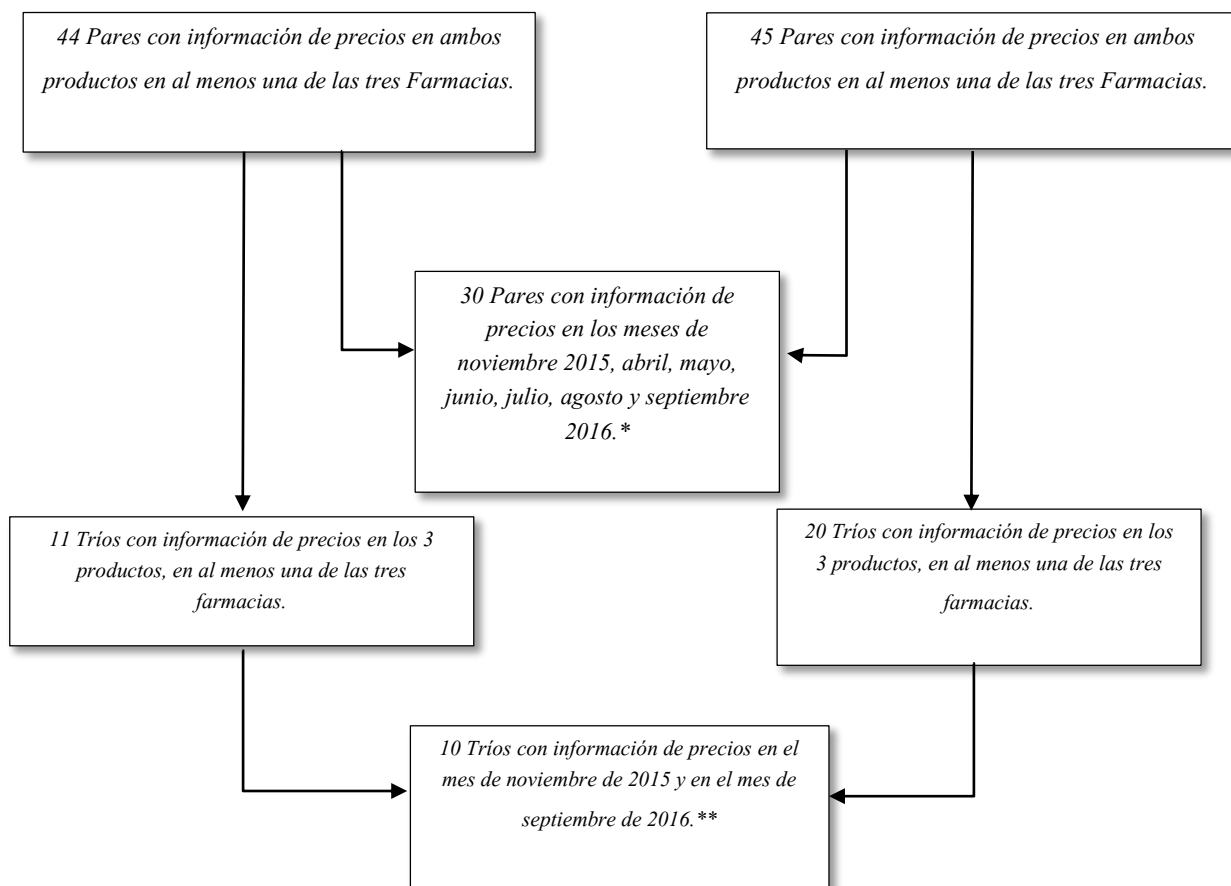 44 Pares con información de precios en ambos
productos en al menos una de las tres Farmacias.
45 Pares con información de precios en ambos
productos en al menos una de las tres Farmacias.
30 Pares con información de
precios en los meses de
noviembre 2015, abril, mayo,
junio, julio, agosto y septiembre
2016.*
11 Tríos con información de precios en los 3
productos, en al menos una de las tres
farmacias.
20 Tríos con información de precios en los
3 productos, en al menos una de las tres
farmacias.
10 Tríos con información de precios en el
mes de noviembre de 2015 y en el mes de
septiembre de 2016.**